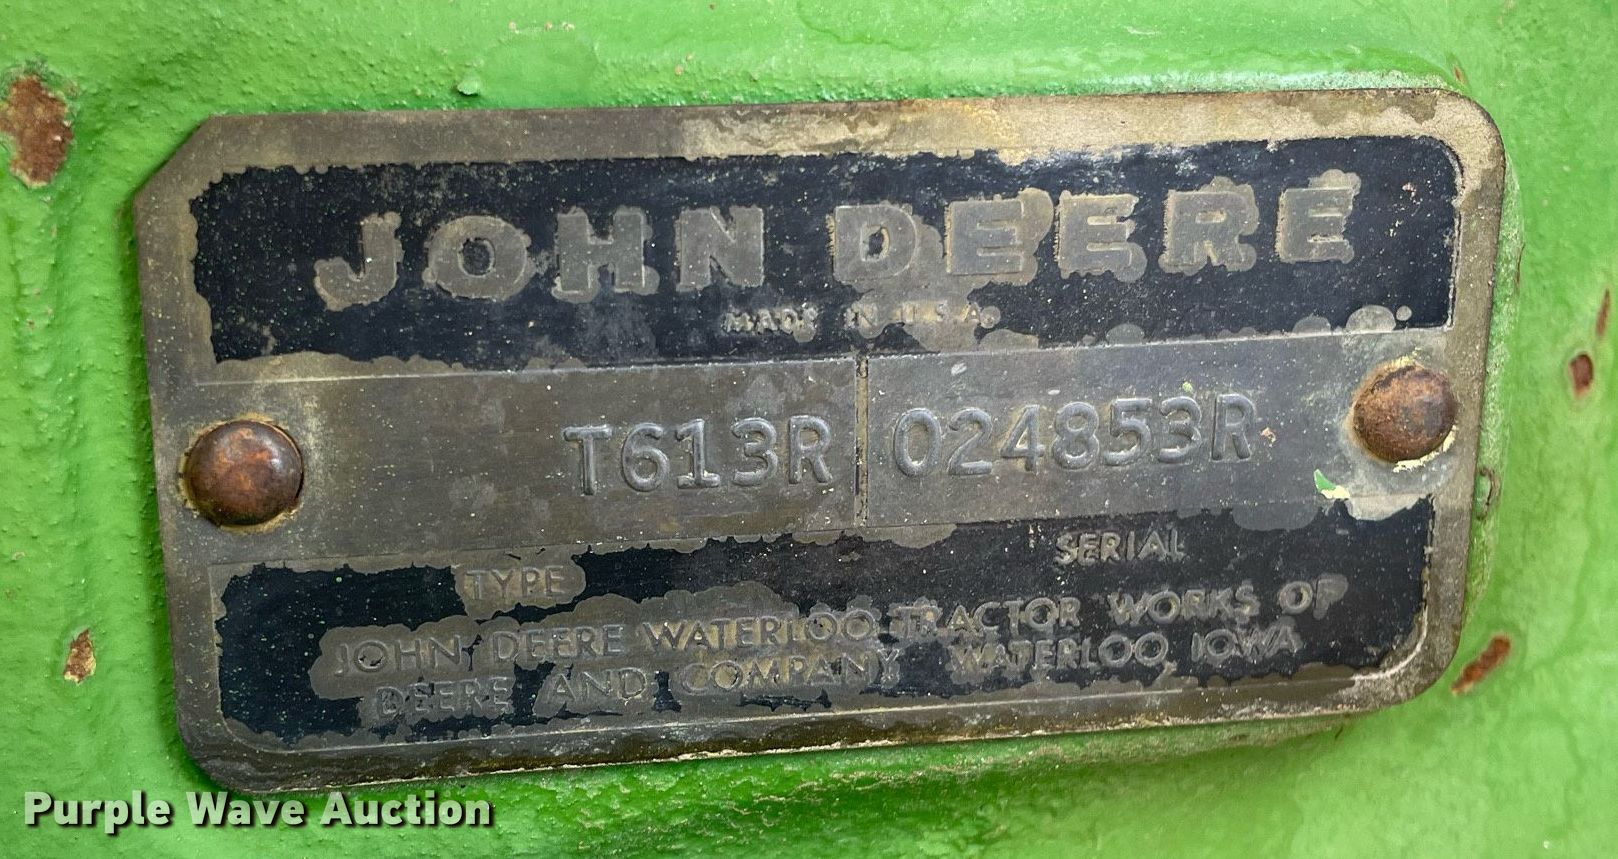 JOHN DEERE
MADE IN U.S.A.
T613R 024853R
TYPE SERIAL
JOHN DEERE WATERLOO TRACTOR WORKS OF
DEERE AND COMPANY, WATERLOO, IOWA
Purple Wave Auction